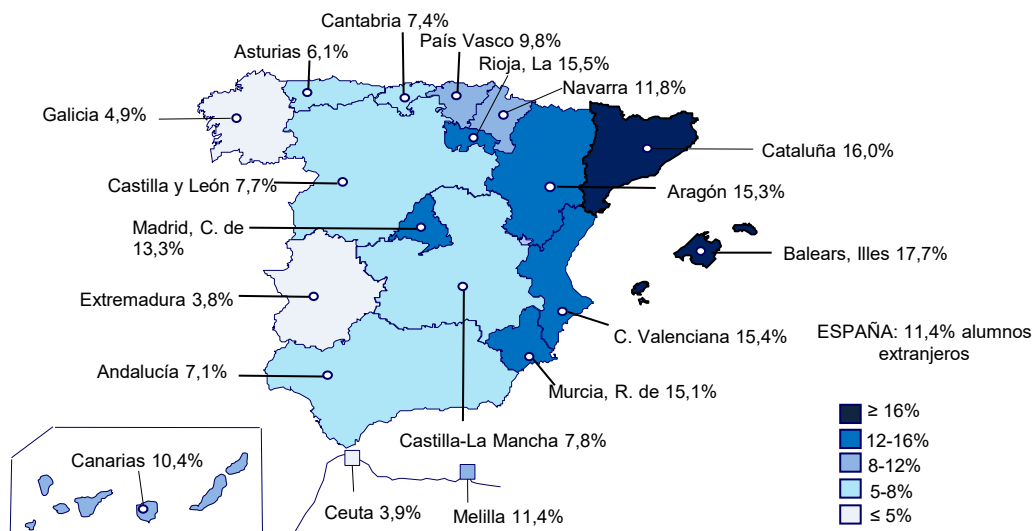 Cantabria 7,4%
País Vasco 9,8%
Asturias 6,1%
Rioja, La 15,5%
Navarra 11,8%
Galicia 4,9%
Cataluña 16,0%
Castilla y León 7,7%
Aragón 15,3%
Madrid, C. de
13,3%
Balears, Illes 17,7%
Extremadura 3,8%
C. Valenciana 15,4%
ESPAÑA: 11,4% alumnos
extranjeros
Andalucía 7,1%
Murcia, R. de 15,1%
≥ 16%
12-16%
8-12%
5-8%
≤ 5%
Castilla-La Mancha 7,8%
Canarias 10,4%
Ceuta 3,9%
Melilla 11,4%